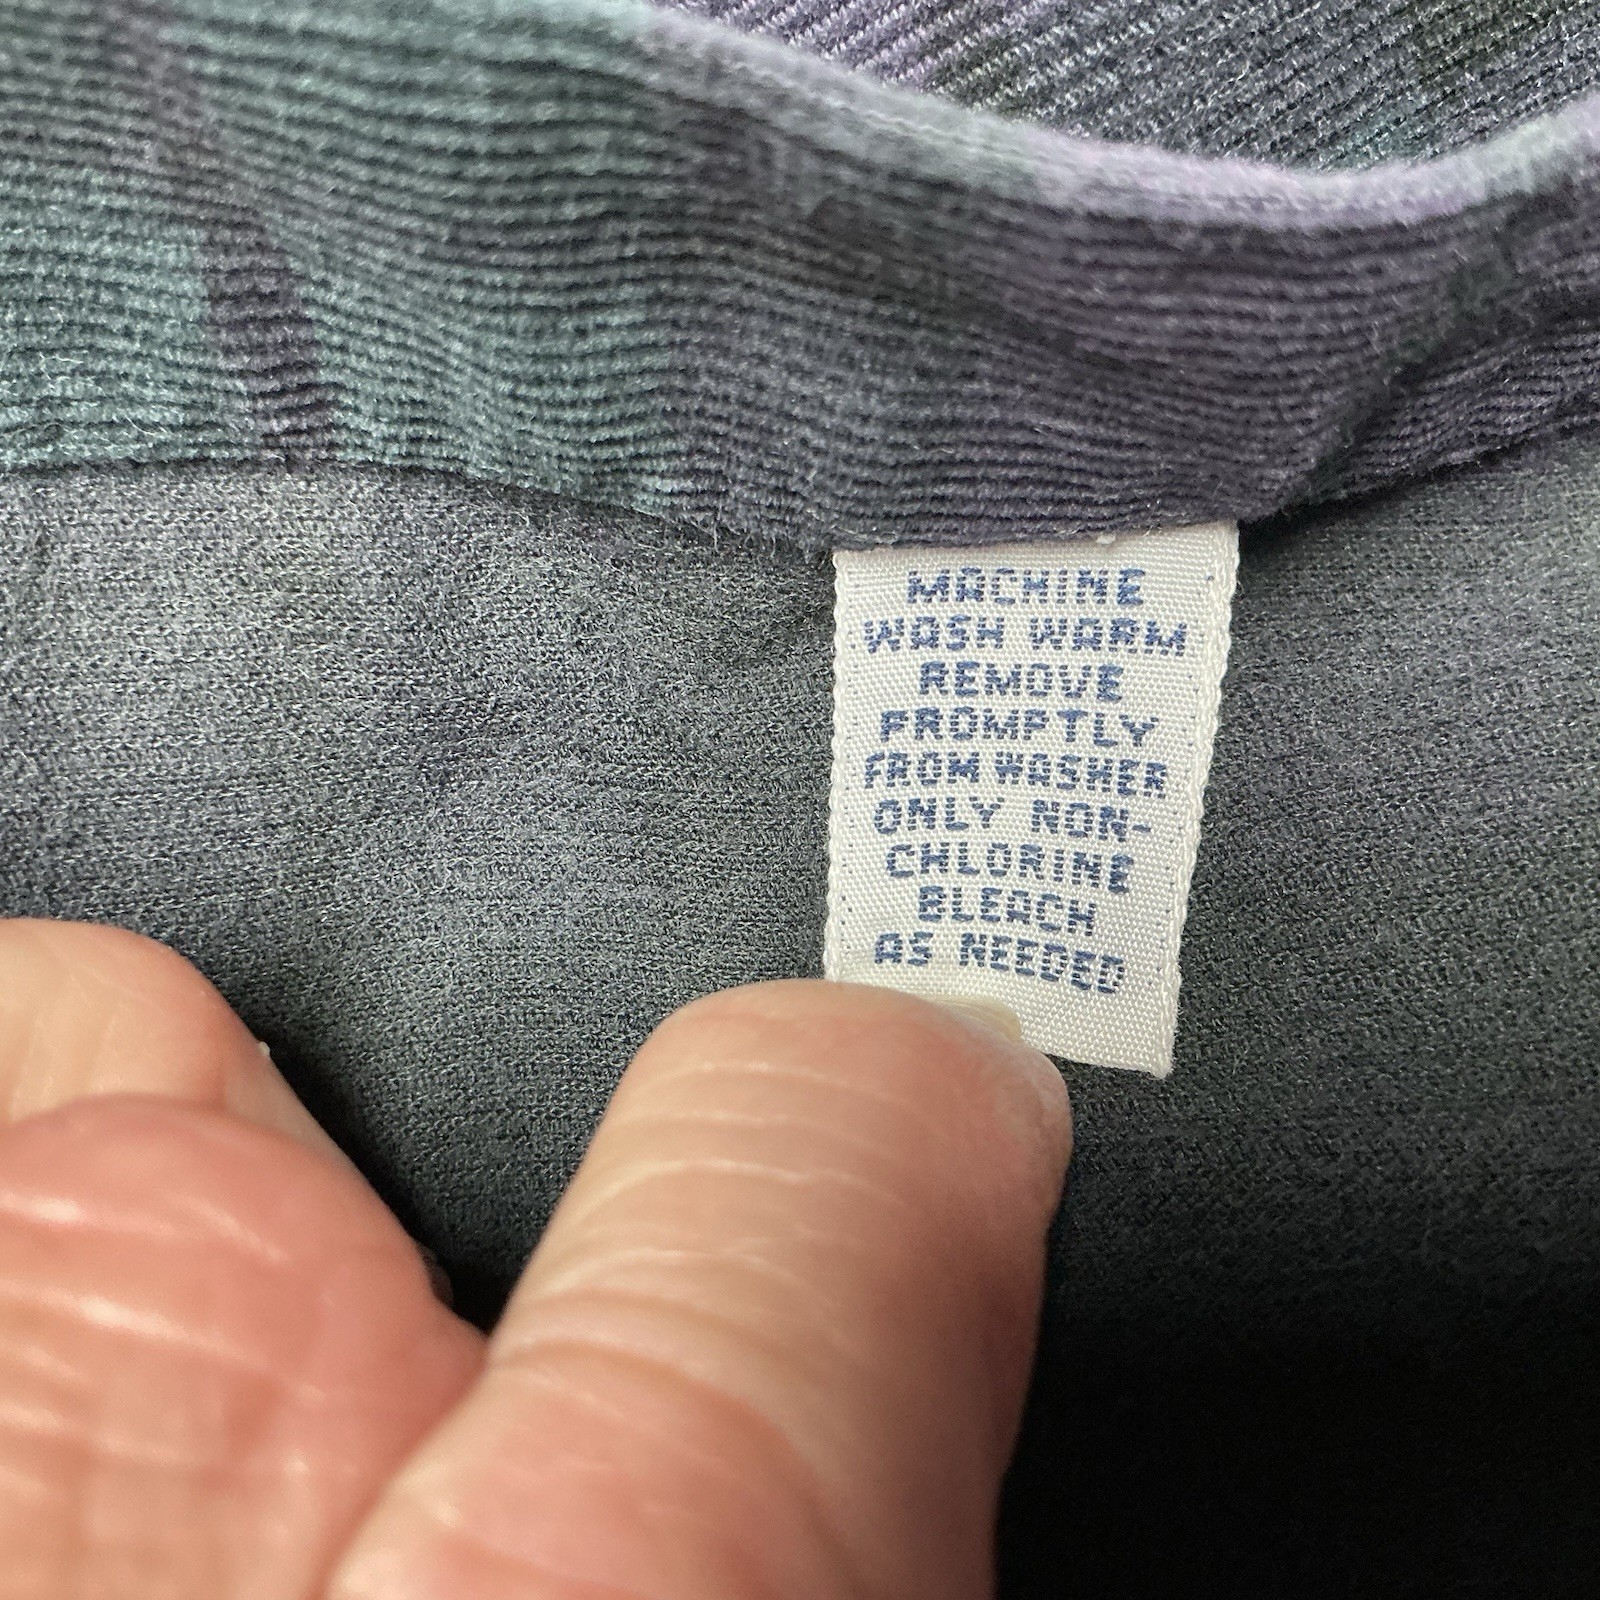 MACHINE
WASH WARM
REMOVE
PROMPTLY
FROM WASHER
ONLY NON-
CHLORINE
BLEACH
AS NEEDED